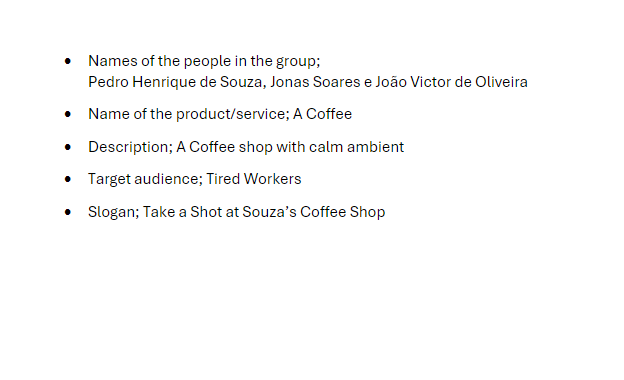 • Names of the people in the group;
Pedro Henrique de Souza, Jonas Soares e João Victor de Oliveira
• Name of the product/service; A Coffee
• Description; A Coffee shop with calm ambient
• Target audience; Tired Workers
• Slogan; Take a Shot at Souza’s Coffee Shop